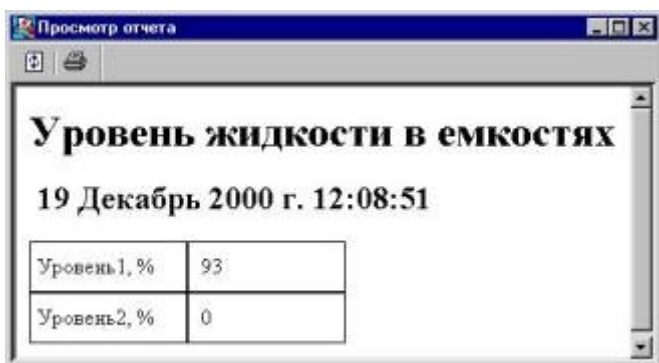 Просмотр отчета
Уровень жидкости в емкостях
19 Декабрь 2000 г. 12:08:51
Уровень1, % 93
Уровень2, % 0